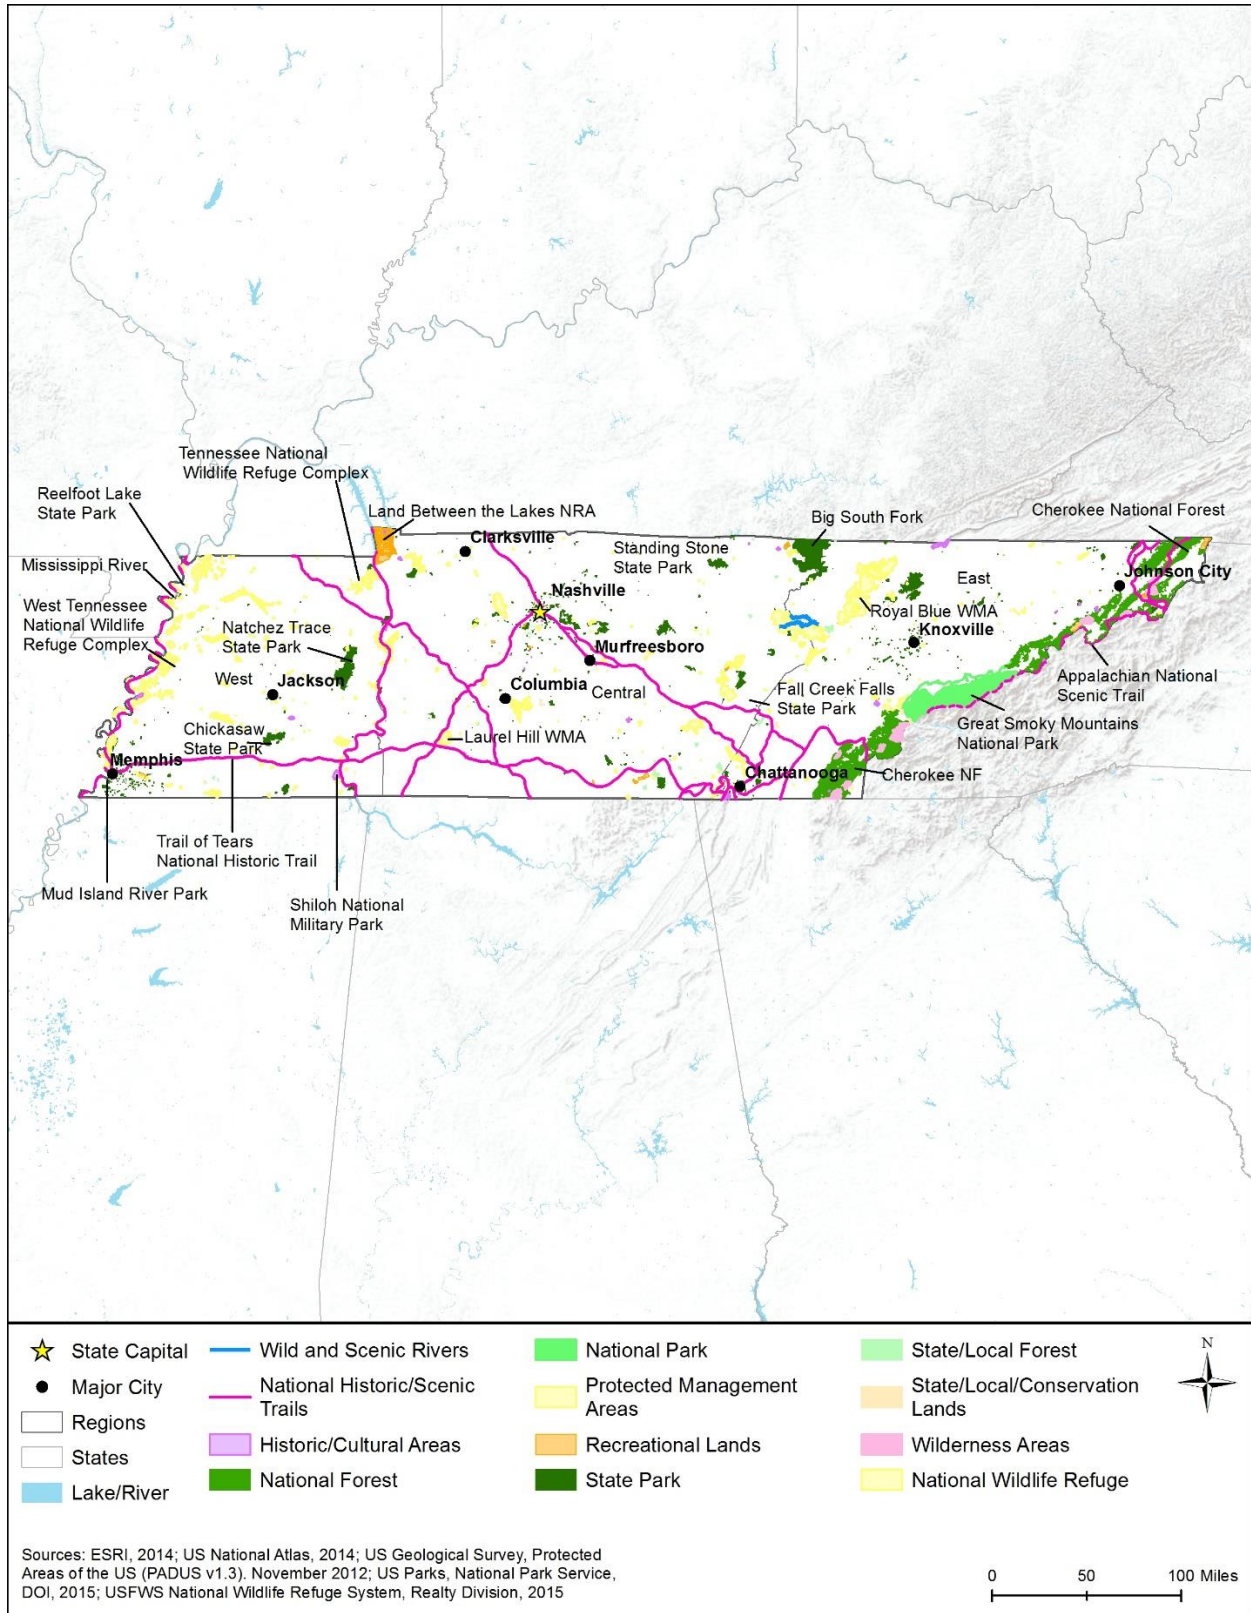 Tennessee National
Wildlife Refuge Complex
Reelfoot Lake
State Park
Land Between the Lakes NRA
Big South Fork
Cherokee National Forest
Clarksville
Standing Stone
State Park
Mississippi River
East
Johnson City
West Tennessee
National Wildlife
Refuge Complex
Nashville
Royal Blue WMA
Natchez Trace
State Park
Knoxville
Murfreesboro
West
Jackson
Columbia
Central
Fall Creek Falls
State Park
Appalachian National
Scenic Trail
Great Smoky Mountains
National Park
Chickasaw
State Park
Laurel Hill WMA
Memphis
Chattanooga
Cherokee NF
Trail of Tears
National Historic Trail
Mud Island River Park
Shiloh National
Military Park
State Capital
Major City
Regions
States
Lake/River
Wild and Scenic Rivers
National Historic/Scenic
Trails
Historic/Cultural Areas
National Forest
National Park
Protected Management
Areas
Recreational Lands
State Park
State/Local Forest
State/Local/Conservation
Lands
Wilderness Areas
National Wildlife Refuge
N
Sources: ESRI, 2014; US National Atlas, 2014; US Geological Survey, Protected
Areas of the US (PADUS v1.3). November 2012; US Parks, National Park Service,
DOI, 2015; USFWS National Wildlife Refuge System, Realty Division, 2015
0 50 100 Miles